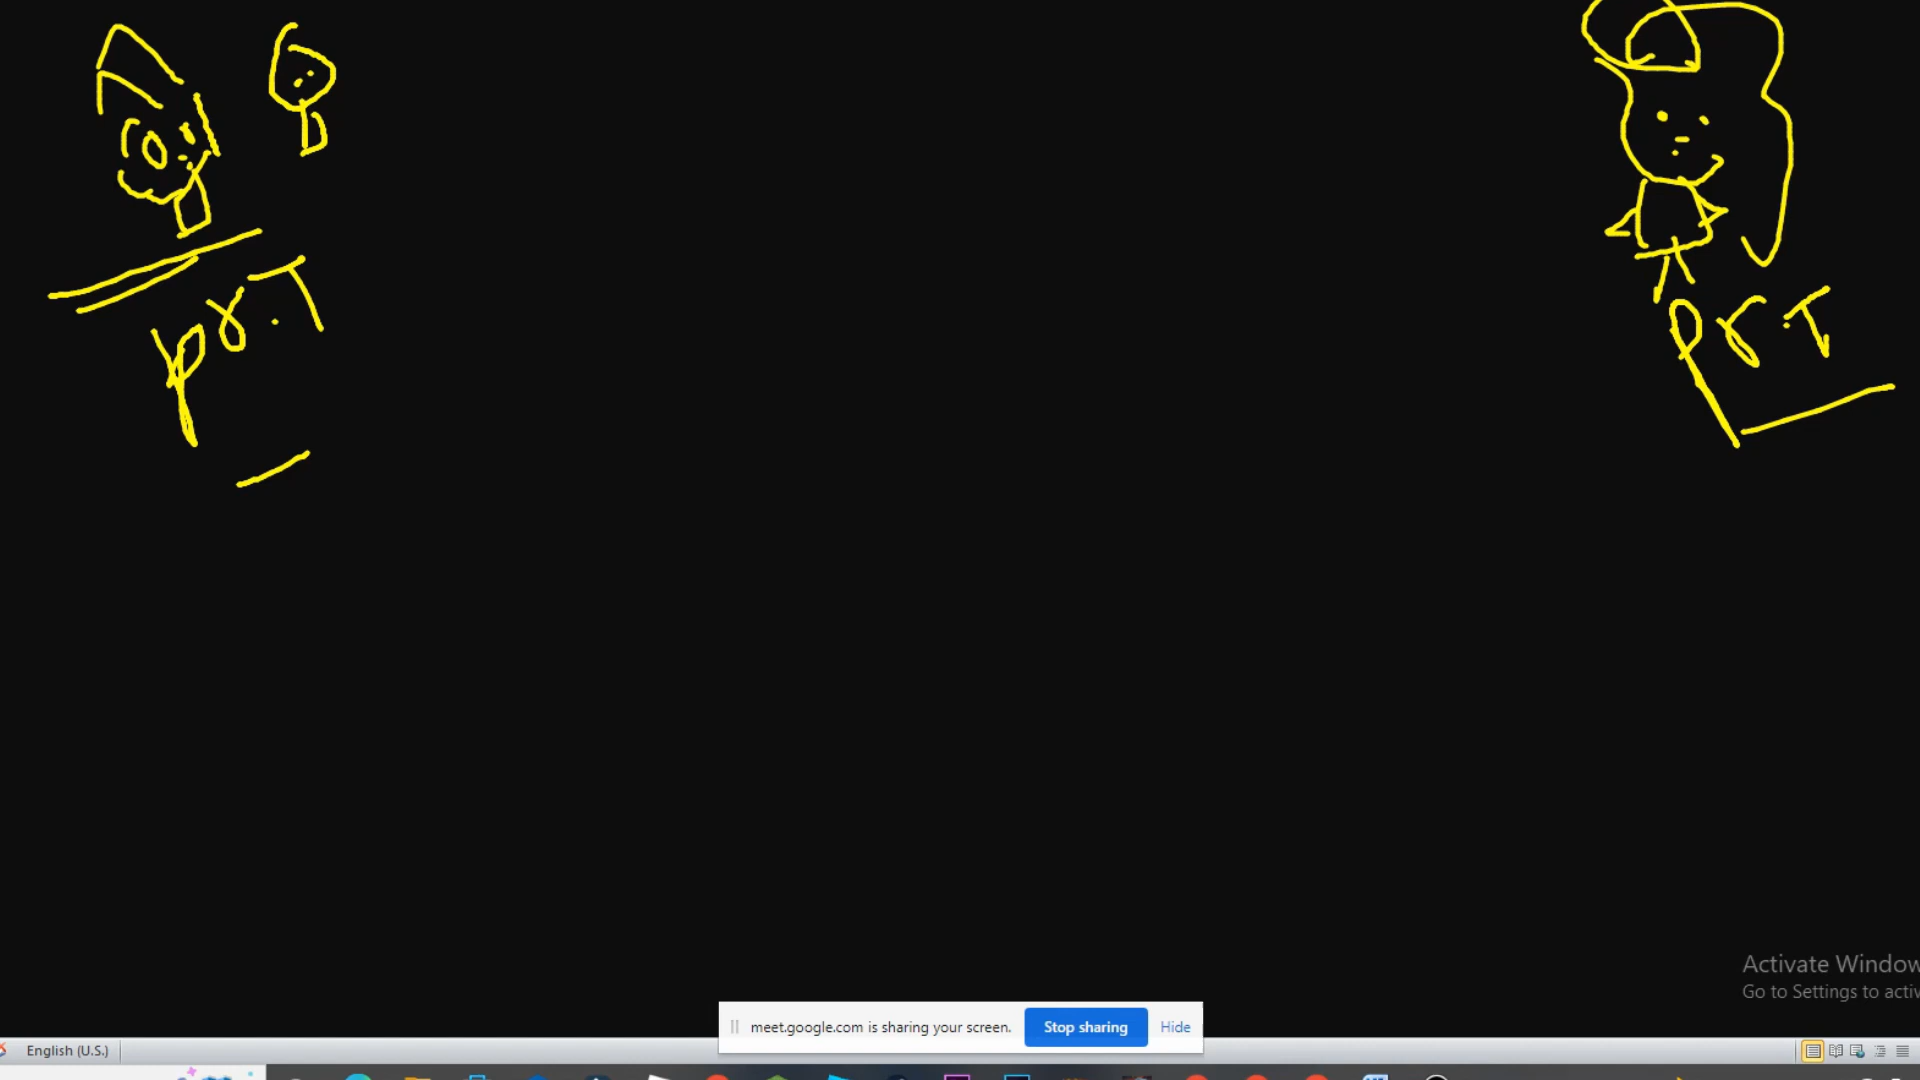 pr.T
pr.T
Activate Window
Go to Settings to activ
meet.google.com is sharing your screen. Stop sharing Hide
English (U.S.)